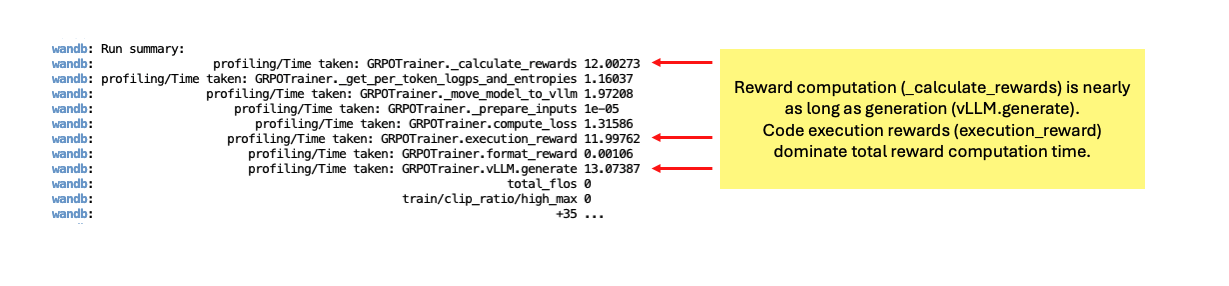 wandb: Run summary:
wandb: profiling/Time taken: GRPOTrainer._calculate_rewards 12.00273
wandb: profiling/Time taken: GRPOTrainer._get_per_token_logps_and_entropies 1.16037
wandb: profiling/Time taken: GRPOTrainer._move_model_to_vllm 1.97208
wandb: profiling/Time taken: GRPOTrainer._prepare_inputs 1e-05
wandb: profiling/Time taken: GRPOTrainer.compute_loss 1.31586
wandb: profiling/Time taken: GRPOTrainer.execution_reward 11.99762
wandb: profiling/Time taken: GRPOTrainer.format_reward 0.00106
wandb: profiling/Time taken: GRPOTrainer.vLLM.generate 13.07387
wandb: total_flos 0
wandb: train/clip_ratio/high_max 0
wandb: +35 ...
Reward computation (_calculate_rewards) is nearly
as long as generation (vLLM.generate).
Code execution rewards (execution_reward)
dominate total reward computation time.